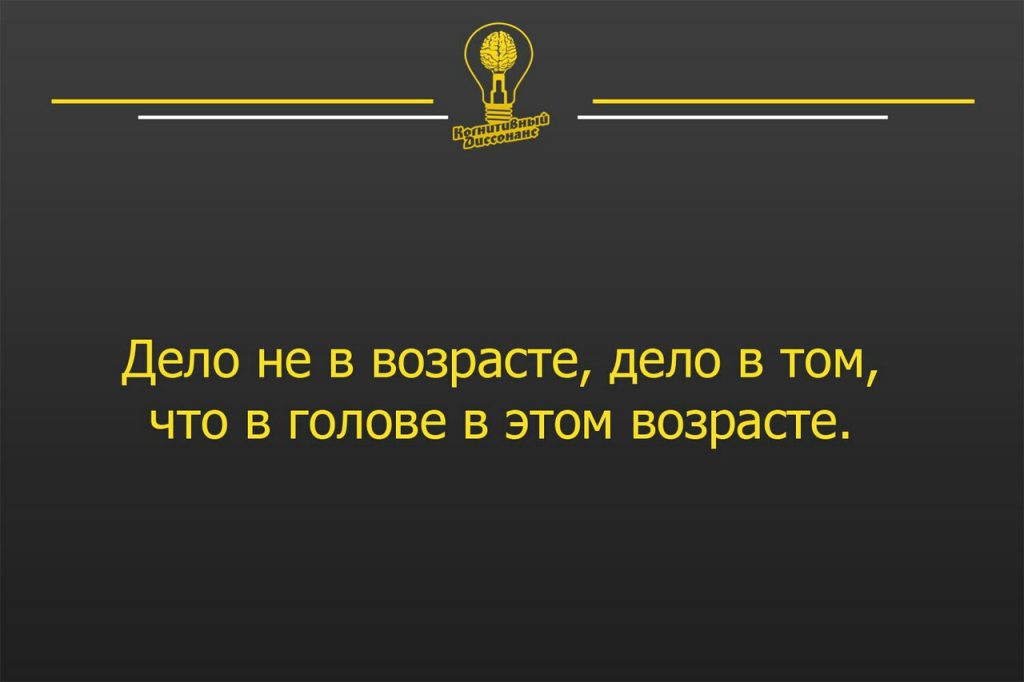 Когнитивный
Диссонанс
Дело не в возрасте, дело в том,
что в голове в этом возрасте.